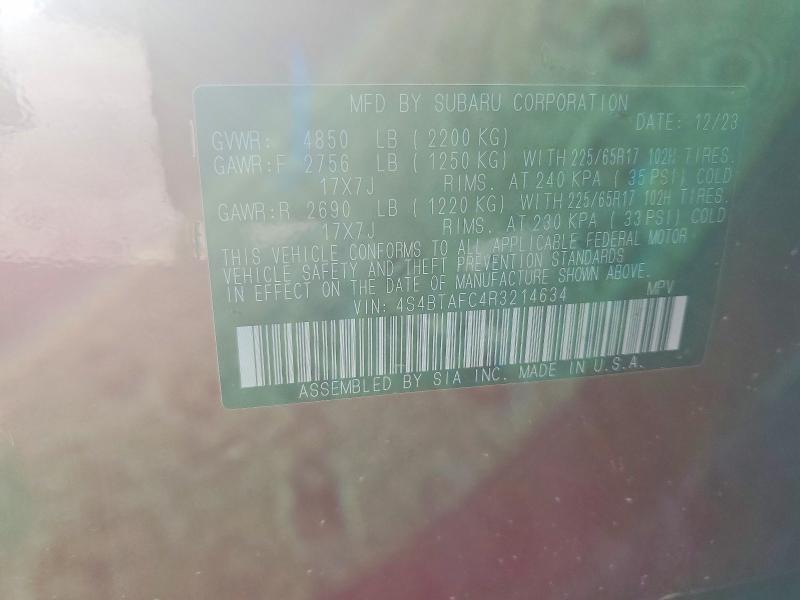 MFD BY SUBARU CORPORATION
DATE: 12/23
GVWR: 4850 LB (2200 KG)
GAWR:F 2756 LB (1250 KG) WITH 225/65R17 102H TIRES.
17X7J RIMS. AT 240 KPA (35 PSI) COLD
GAWR:R 2690 LB (1220 KG) WITH 225/65R17 102H TIRES.
17X7J RIMS. AT 230 KPA (33 PSI) COLD
THIS VEHICLE CONFORMS TO ALL APPLICABLE FEDERAL MOTOR
VEHICLE SAFETY AND THEFT PREVENTION STANDARDS
IN EFFECT ON THE DATE OF MANUFACTURE SHOWN ABOVE.
VIN: 4S4BTAFC4R3214634 MPV
ASSEMBLED BY SIA INC. MADE IN U.S.A.